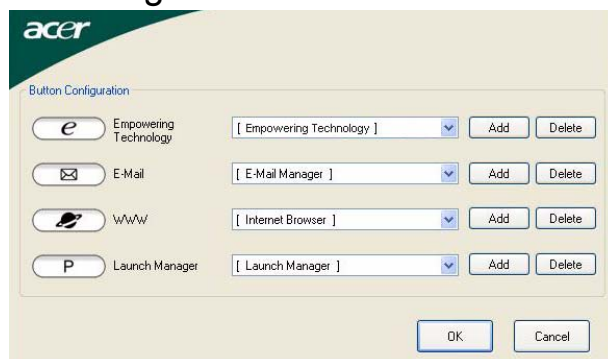 acer
Button Configuration
e Empowering Technology [ Empowering Technology ] Add Delete
E-Mail [ E-Mail Manager ] Add Delete
WWW [ Internet Browser ] Add Delete
P Launch Manager [ Launch Manager ] Add Delete
OK Cancel